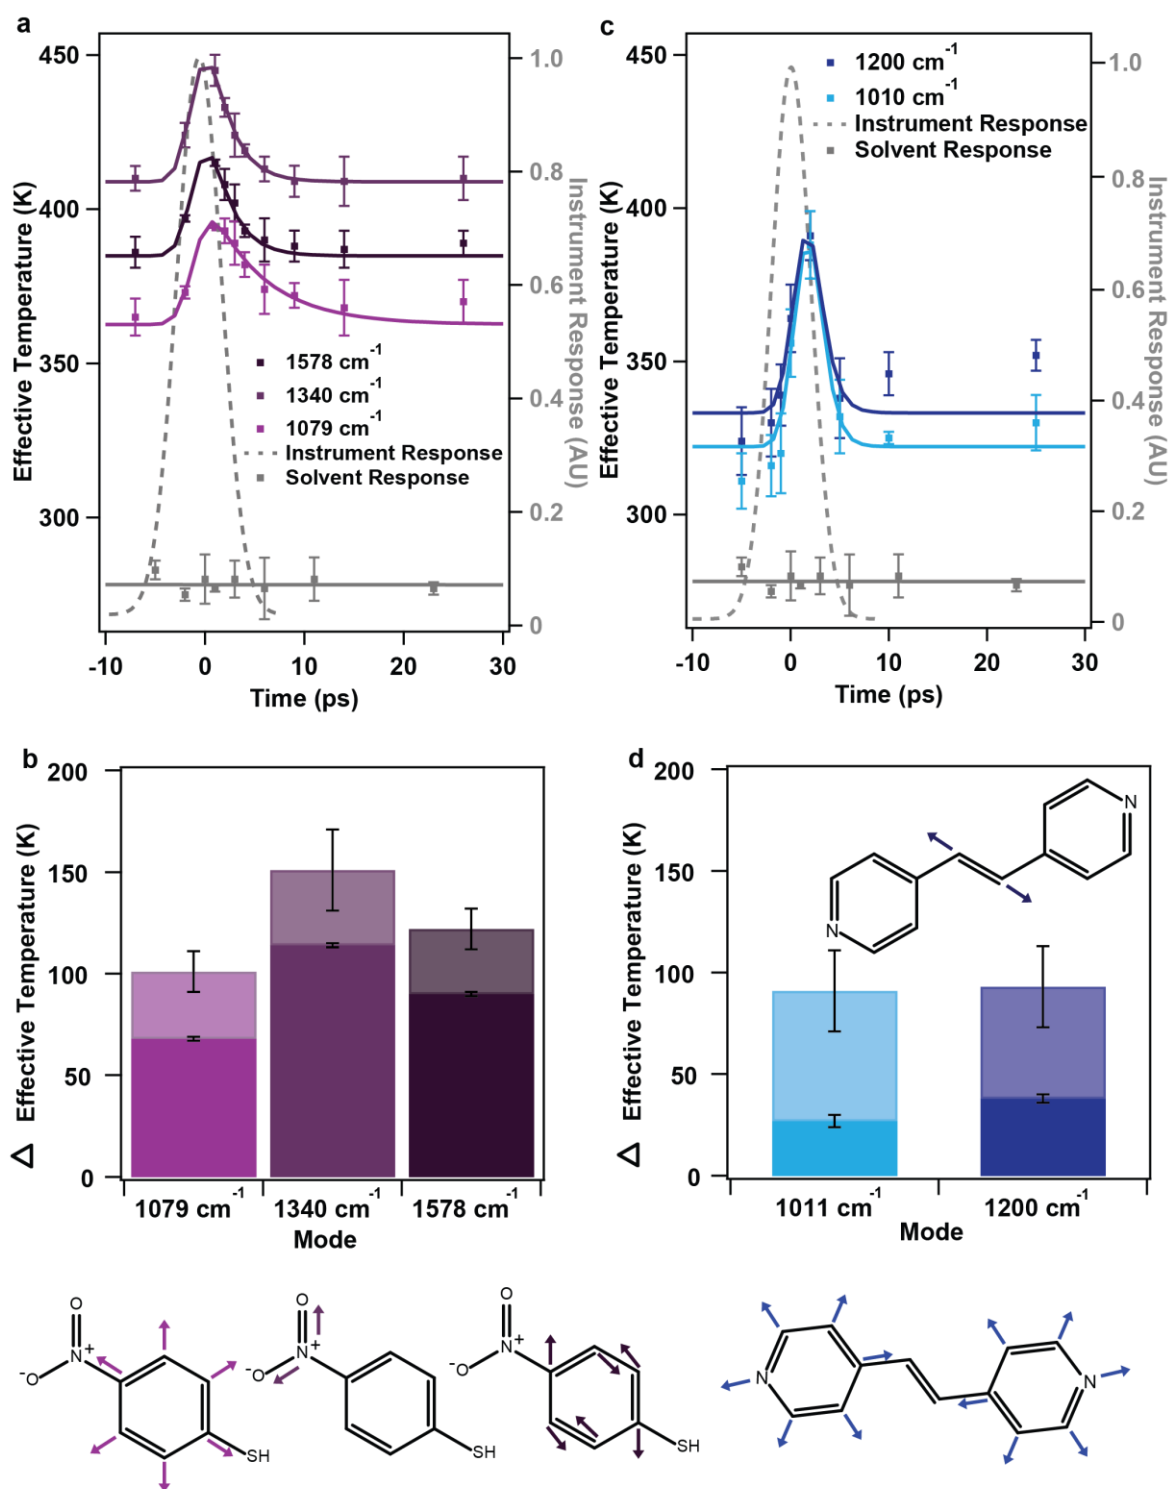 a
450
400
350
300
Effective Temperature (K)
1578 cm-1
1340 cm-1
1079 cm-1
Instrument Response
Solvent Response
1.0
0.8
0.6
0.4
0.2
0
Instrument Response (AU)
-10 0 10 20 30
Time (ps)
c
450
400
350
300
Effective Temperature (K)
1200 cm-1
1010 cm-1
Instrument Response
Solvent Response
1.0
0.8
0.6
0.4
0.2
0
Instrument Response (AU)
-10 0 10 20 30
Time (ps)
b
200
150
100
50
0
Δ Effective Temperature (K)
1079 cm-1 1340 cm-1 1578 cm-1
Mode
d
200
150
100
50
0
Δ Effective Temperature (K)
N
N
1011 cm-1 1200 cm-1
Mode
O
N+
-O
SH
O
N+
-O
SH
O
N+
-O
SH
N
N